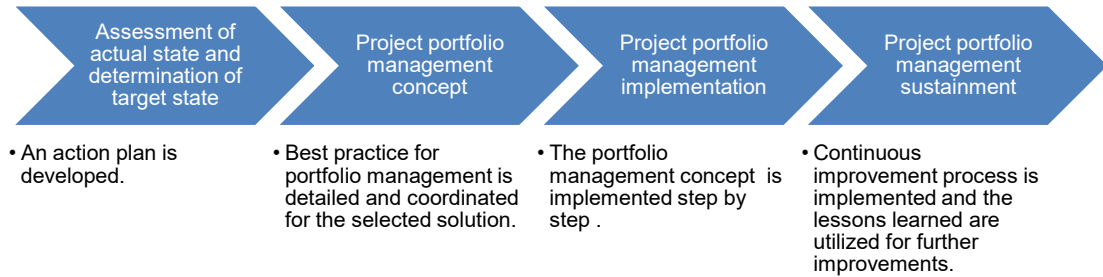 Assessment of
actual state and
determination of
target state
Project portfolio
management
concept
Project portfolio
management
implementation
Project portfolio
management
sustainment
• An action plan is
developed.
• Best practice for
portfolio management is
detailed and coordinated
for the selected solution.
• The portfolio
management concept  is
implemented step by
step .
• Continuous
improvement process is
implemented and the
lessons learned are
utilized for further
improvements.